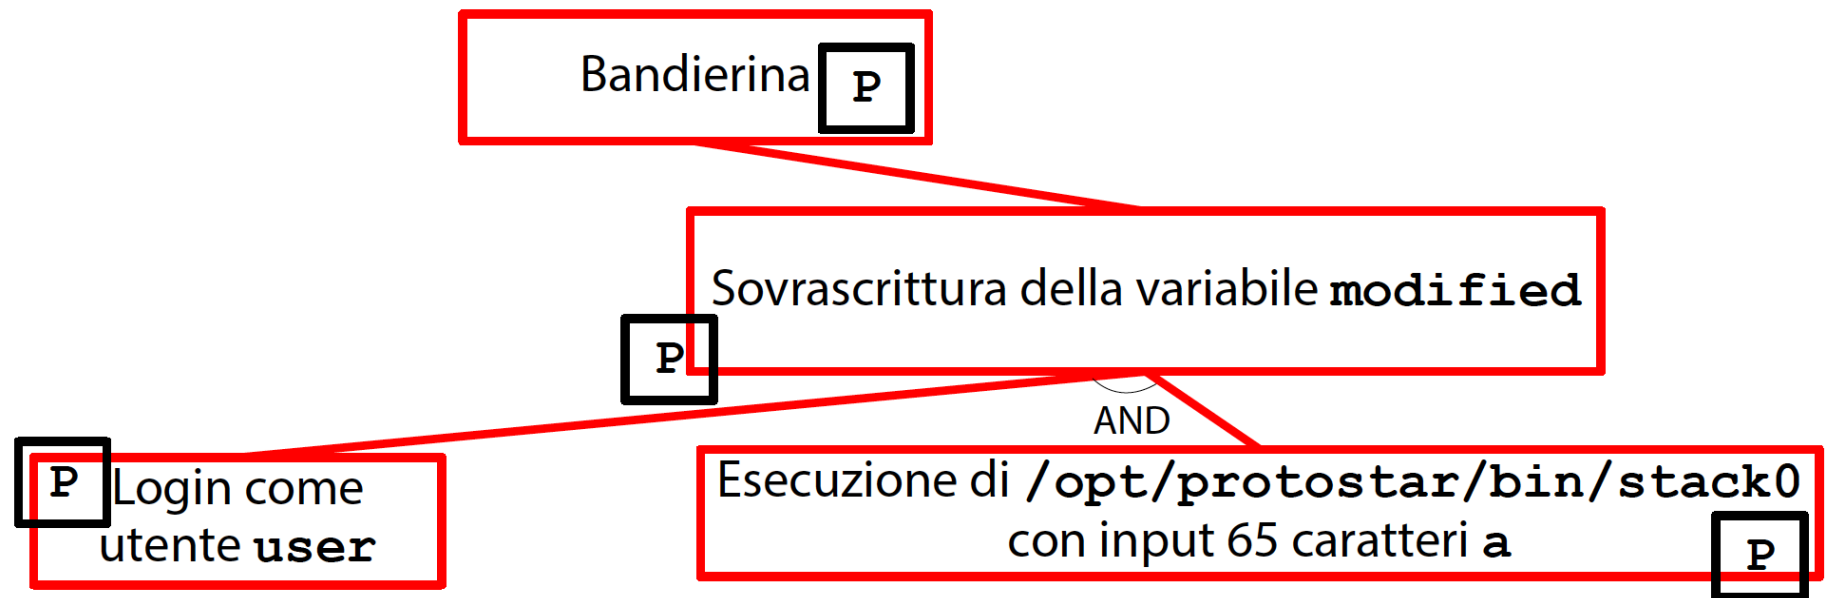 Bandierina P
Sovrascrittura della variabile modified
P
AND
P Login come
utente user
Esecuzione di /opt/protostar/bin/stack0
con input 65 caratteri a
P